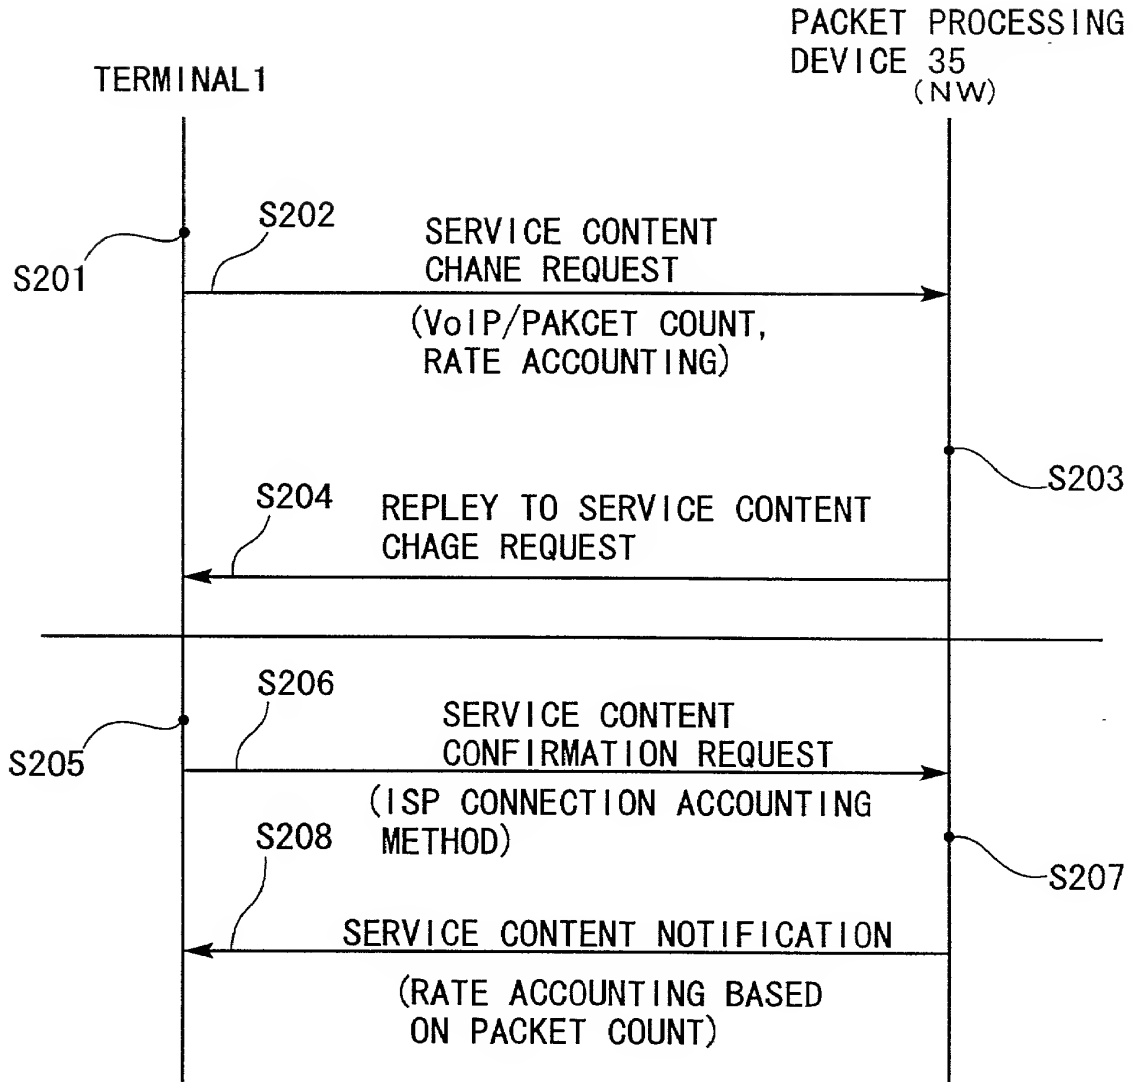 PACKET PROCESSING
DEVICE 35
(NW)
TERMINAL1
S201
S202
SERVICE CONTENT
CHANE REQUEST
(VoIP/PAKCET COUNT,
RATE ACCOUNTING)
S203
S204
REPLEY TO SERVICE CONTENT
CHAGE REQUEST
S205
S206
SERVICE CONTENT
CONFIRMATION REQUEST
(ISP CONNECTION ACCOUNTING
METHOD)
S207
S208
SERVICE CONTENT NOTIFICATION
(RATE ACCOUNTING BASED
ON PACKET COUNT)